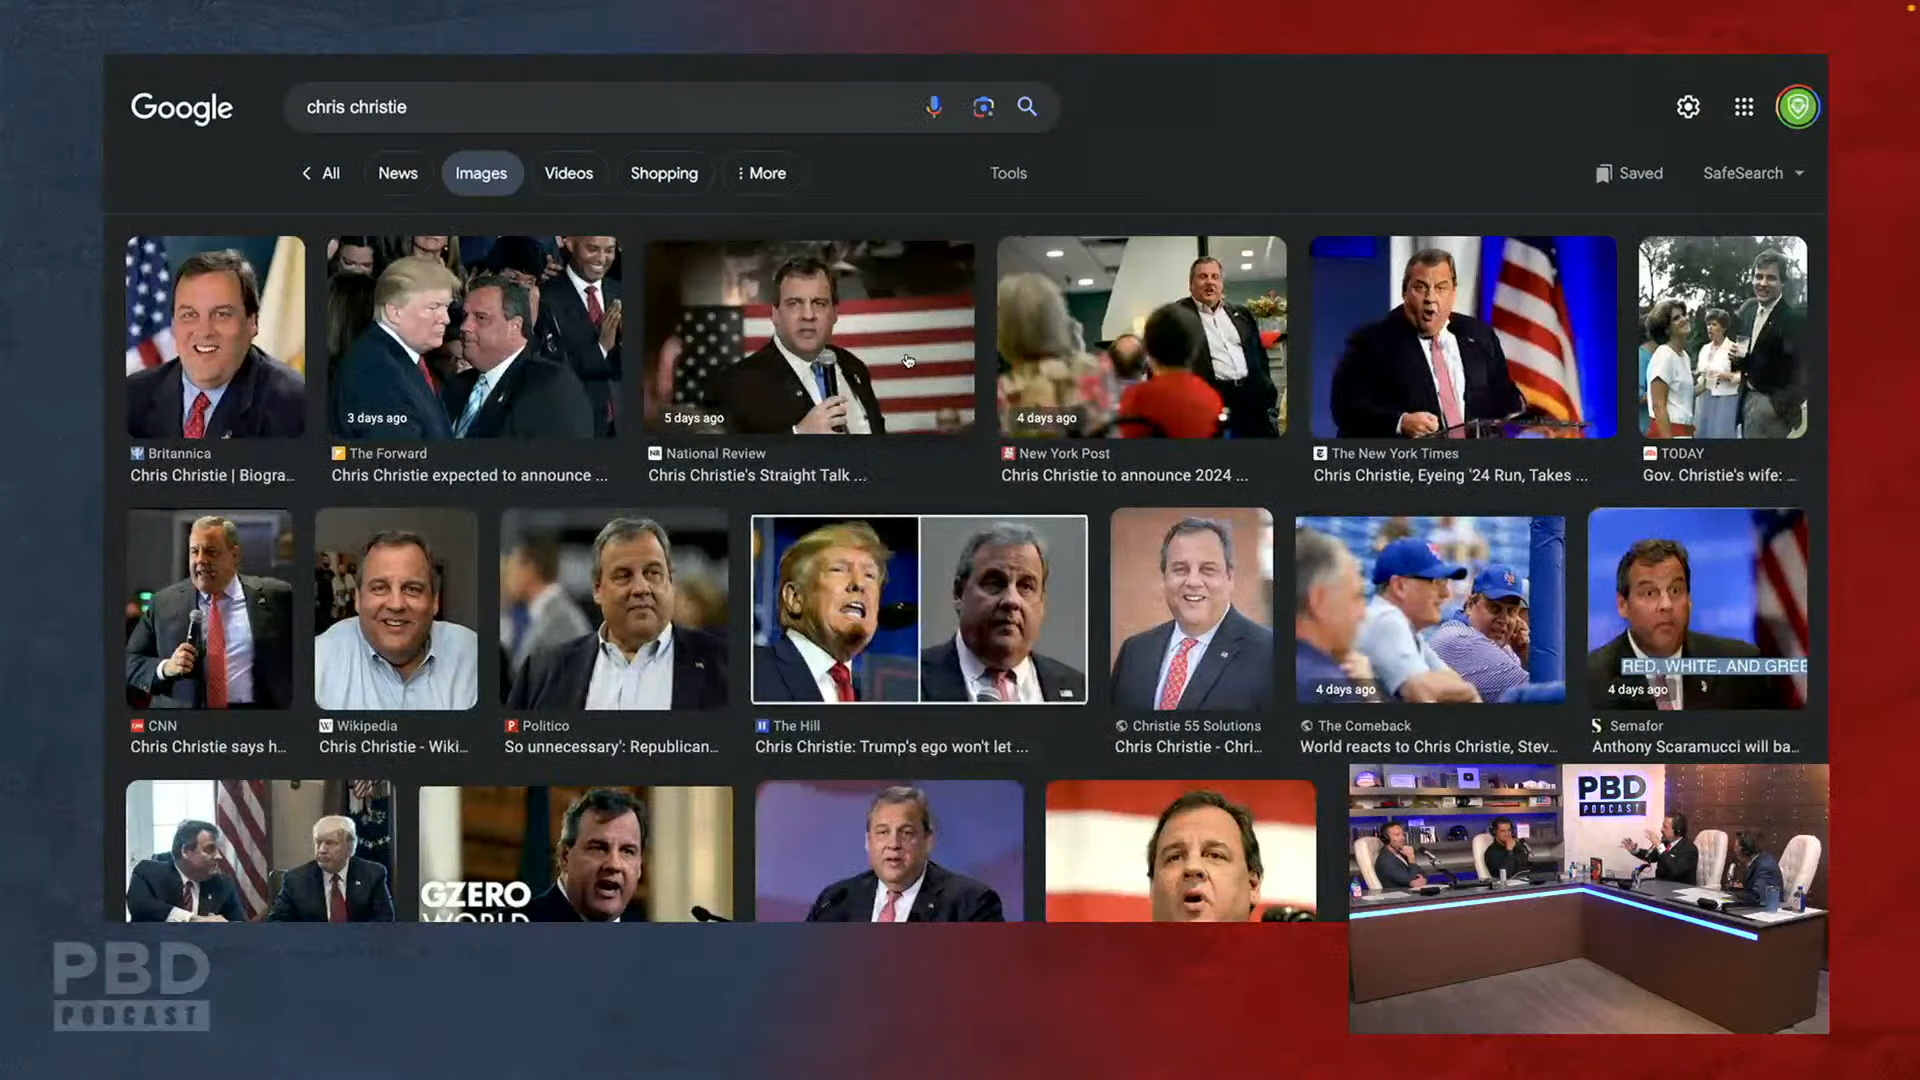 Google
chris christie
All
News
Images
Videos
Shopping
More
Tools
Saved
SafeSearch
3 days ago
5 days ago
4 days ago
Britannica
The Forward
National Review
New York Post
The New York Times
TODAY
Chris Christie | Biogra...
Chris Christie expected to announce ...
Chris Christie's Straight Talk ...
Chris Christie to announce 2024 ...
Chris Christie, Eyeing '24 Run, Takes ...
Gov. Christie's wife: ...
RED, WHITE, AND GREE
4 days ago
4 days ago
CNN
Wikipedia
Politico
The Hill
Christie 55 Solutions
The Comeback
Semafor
Chris Christie says h...
Chris Christie - Wiki...
So unnecessary': Republican...
Chris Christie: Trump's ego won't let ...
Chris Christie - Chri...
World reacts to Chris Christie, Stev...
Anthony Scaramucci will ba...
GZERO
WORLD
PBD
PODCAST
PBD
PODCAST